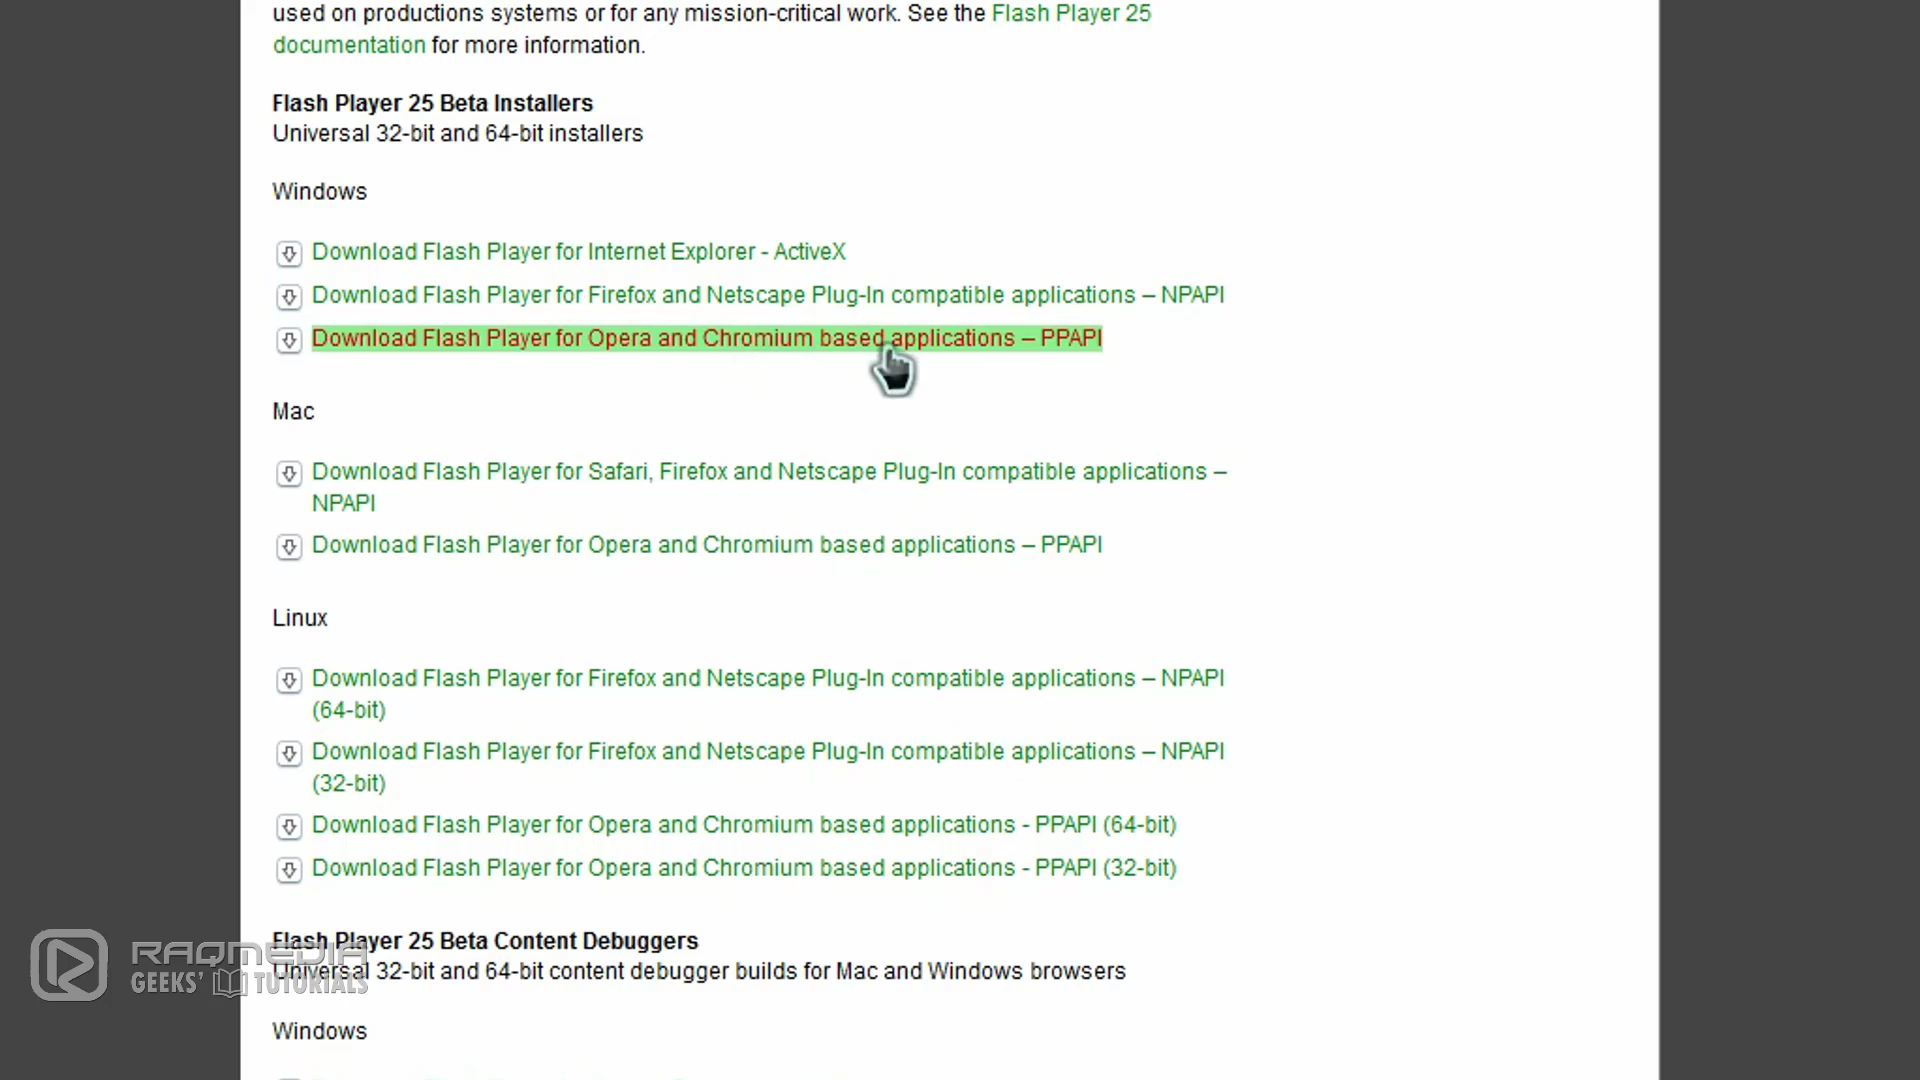 used on productions systems or for any mission-critical work. See the Flash Player 25
documentation for more information.
Flash Player 25 Beta Installers
Universal 32-bit and 64-bit installers
Windows
Download Flash Player for Internet Explorer - ActiveX
Download Flash Player for Firefox and Netscape Plug-In compatible applications – NPAPI
Download Flash Player for Opera and Chromium based applications – PPAPI
Mac
Download Flash Player for Safari, Firefox and Netscape Plug-In compatible applications –
NPAPI
Download Flash Player for Opera and Chromium based applications – PPAPI
Linux
Download Flash Player for Firefox and Netscape Plug-In compatible applications – NPAPI
(64-bit)
Download Flash Player for Firefox and Netscape Plug-In compatible applications – NPAPI
(32-bit)
Download Flash Player for Opera and Chromium based applications - PPAPI (64-bit)
Download Flash Player for Opera and Chromium based applications - PPAPI (32-bit)
Flash Player 25 Beta Content Debuggers
Universal 32-bit and 64-bit content debugger builds for Mac and Windows browsers
Windows
RAQMEDIA
GEEKS' TUTORIALS